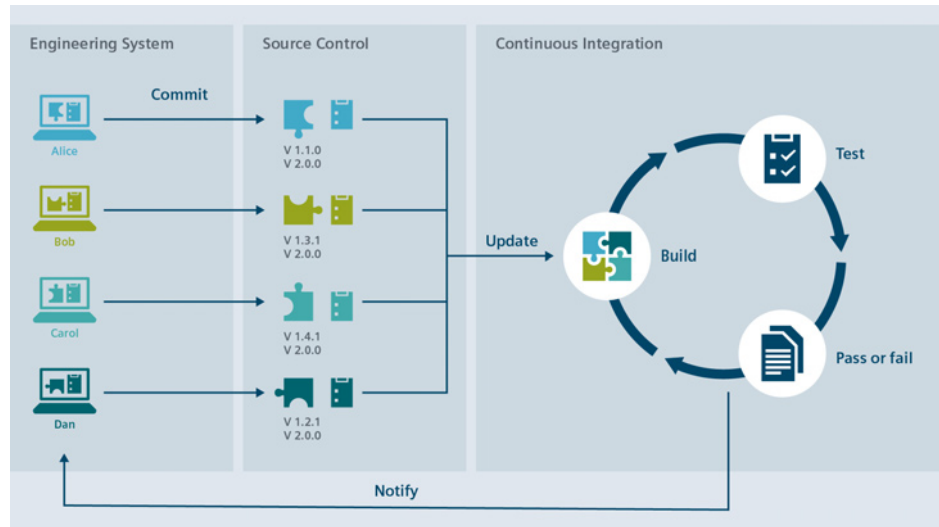 Engineering System
Source Control
Continuous Integration
Commit
Alice
V 1.1.0
V 2.0.0
Test
Bob
V 1.3.1
V 2.0.0
Update
Build
Carol
V 1.4.1
V 2.0.0
Pass or fail
Dan
V 1.2.1
V 2.0.0
Notify